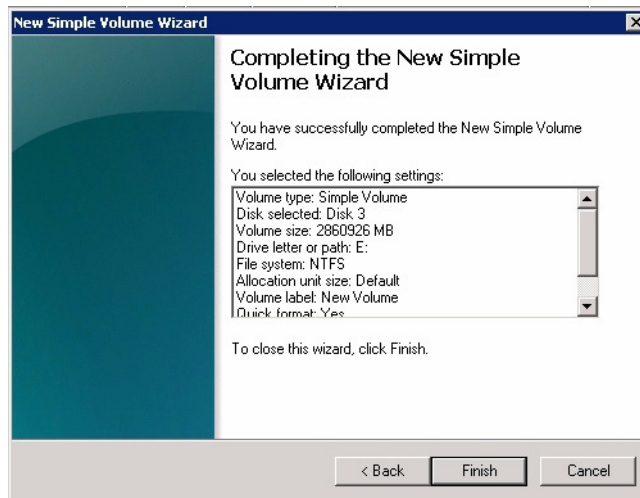 New Simple Volume Wizard
Completing the New Simple
Volume Wizard
You have successfully completed the New Simple Volume
Wizard.
You selected the following settings:
Volume type: Simple Volume
Disk selected: Disk 3
Volume size: 2860926 MB
Drive letter or path: E:
File system: NTFS
Allocation unit size: Default
Volume label: New Volume
Quick format: Yes
To close this wizard, click Finish.
< Back
Finish
Cancel